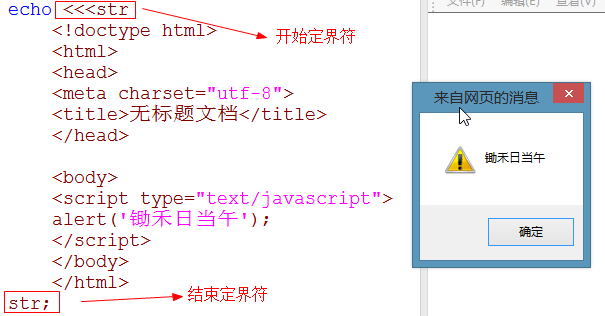 文件(F) 编辑(E) 查看(V)
echo <<<str
开始定界符
<!doctype html>
<html>
<head>
<meta charset="utf-8">
<title>无标题文档</title>
</head>
<body>
<script type="text/javascript">
alert('锄禾日当午');
</script>
</body>
</html>
str;
结束定界符
来自网页的消息
锄禾日当午
确定